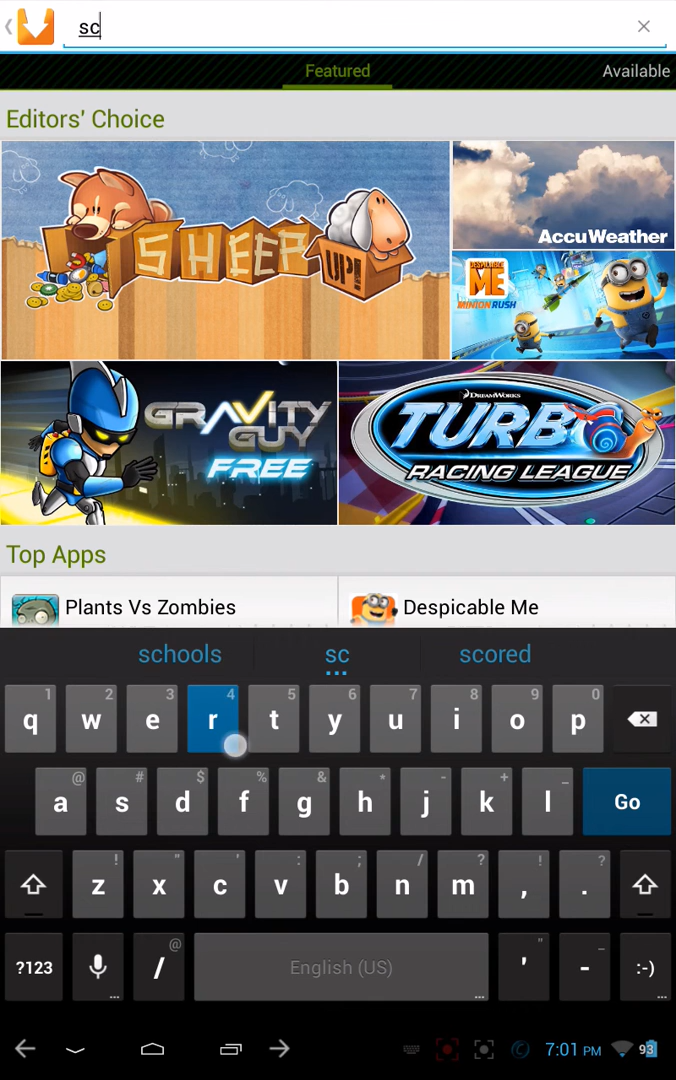 sc
Featured
Available
Editors' Choice
SHEEP UP!
AccuWeather
DESPICABLE ME
MINION RUSH
GRAVITY GUY
FREE
DREAMWORKS
TURBO
RACING LEAGUE
Top Apps
Plants Vs Zombies
Despicable Me
schools sc scored
1 2 3 4 5 6 7 8 9 0
q w e r t y u i o p
@ # $ % & * - + _
a s d f g h j k l Go
! " ' : ; / ? ! ?
z x c v b n m , .
@ " _
?123 / English (US) ' - :-)
7:01 PM 93